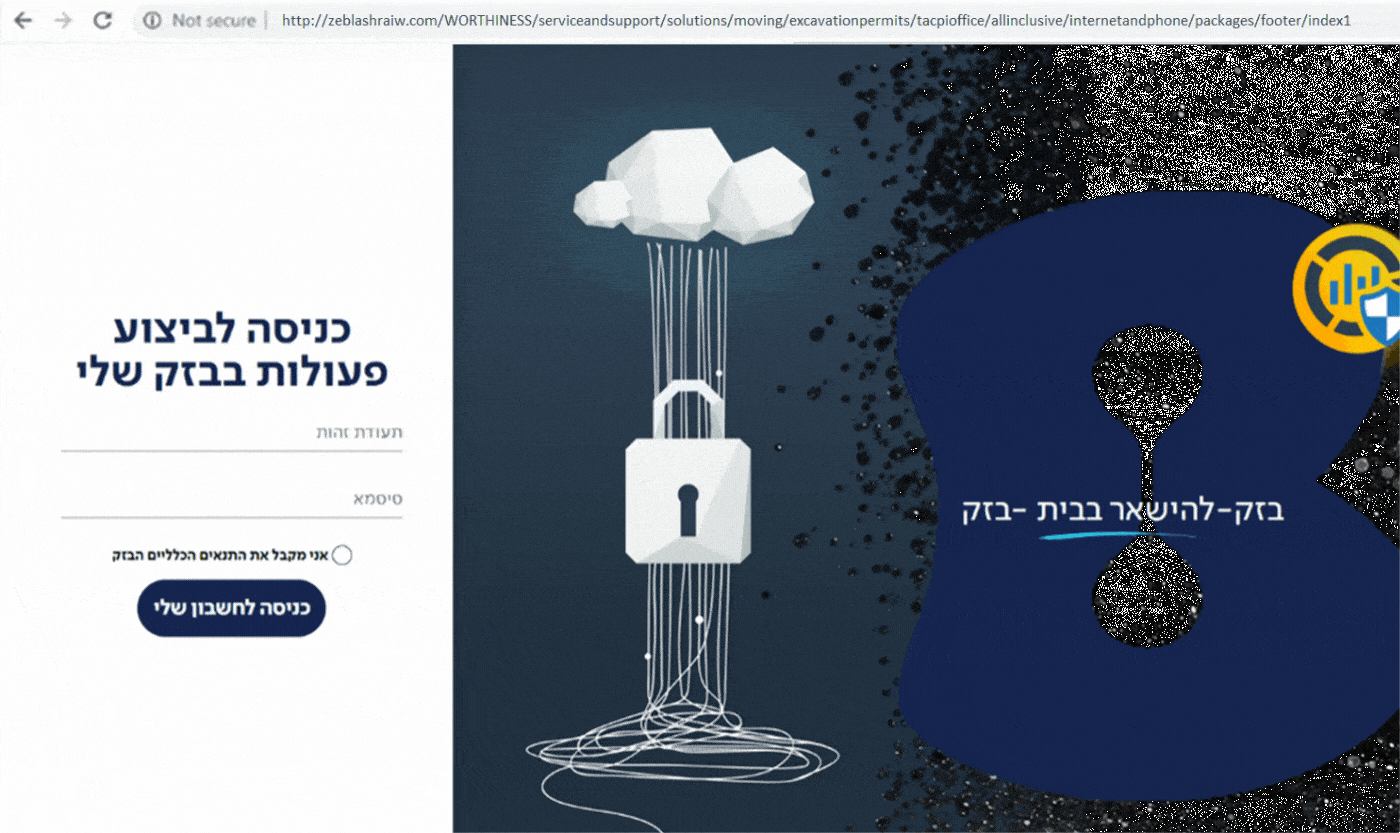 Not secure | http://zeblashraiw.com/WORTHINESS/serviceandsupport/solutions/moving/excavationpermits/tacpioffice/allinclusive/internetandphone/packages/footer/index1
כניסה לביצוע
פעולות בבזק שלי
תעודת זהות
סיסמא
אני מקבל את התנאים הכלליים הבזק
כניסה לחשבון שלי
בזק-להישאר בבית -בזק